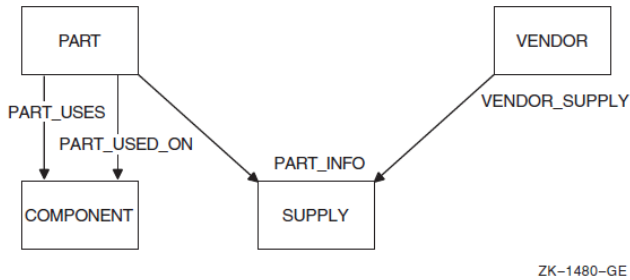 PART
VENDOR
PART_USES
VENDOR_SUPPLY
PART_USED_ON
PART_INFO
COMPONENT
SUPPLY
ZK-1480-GE